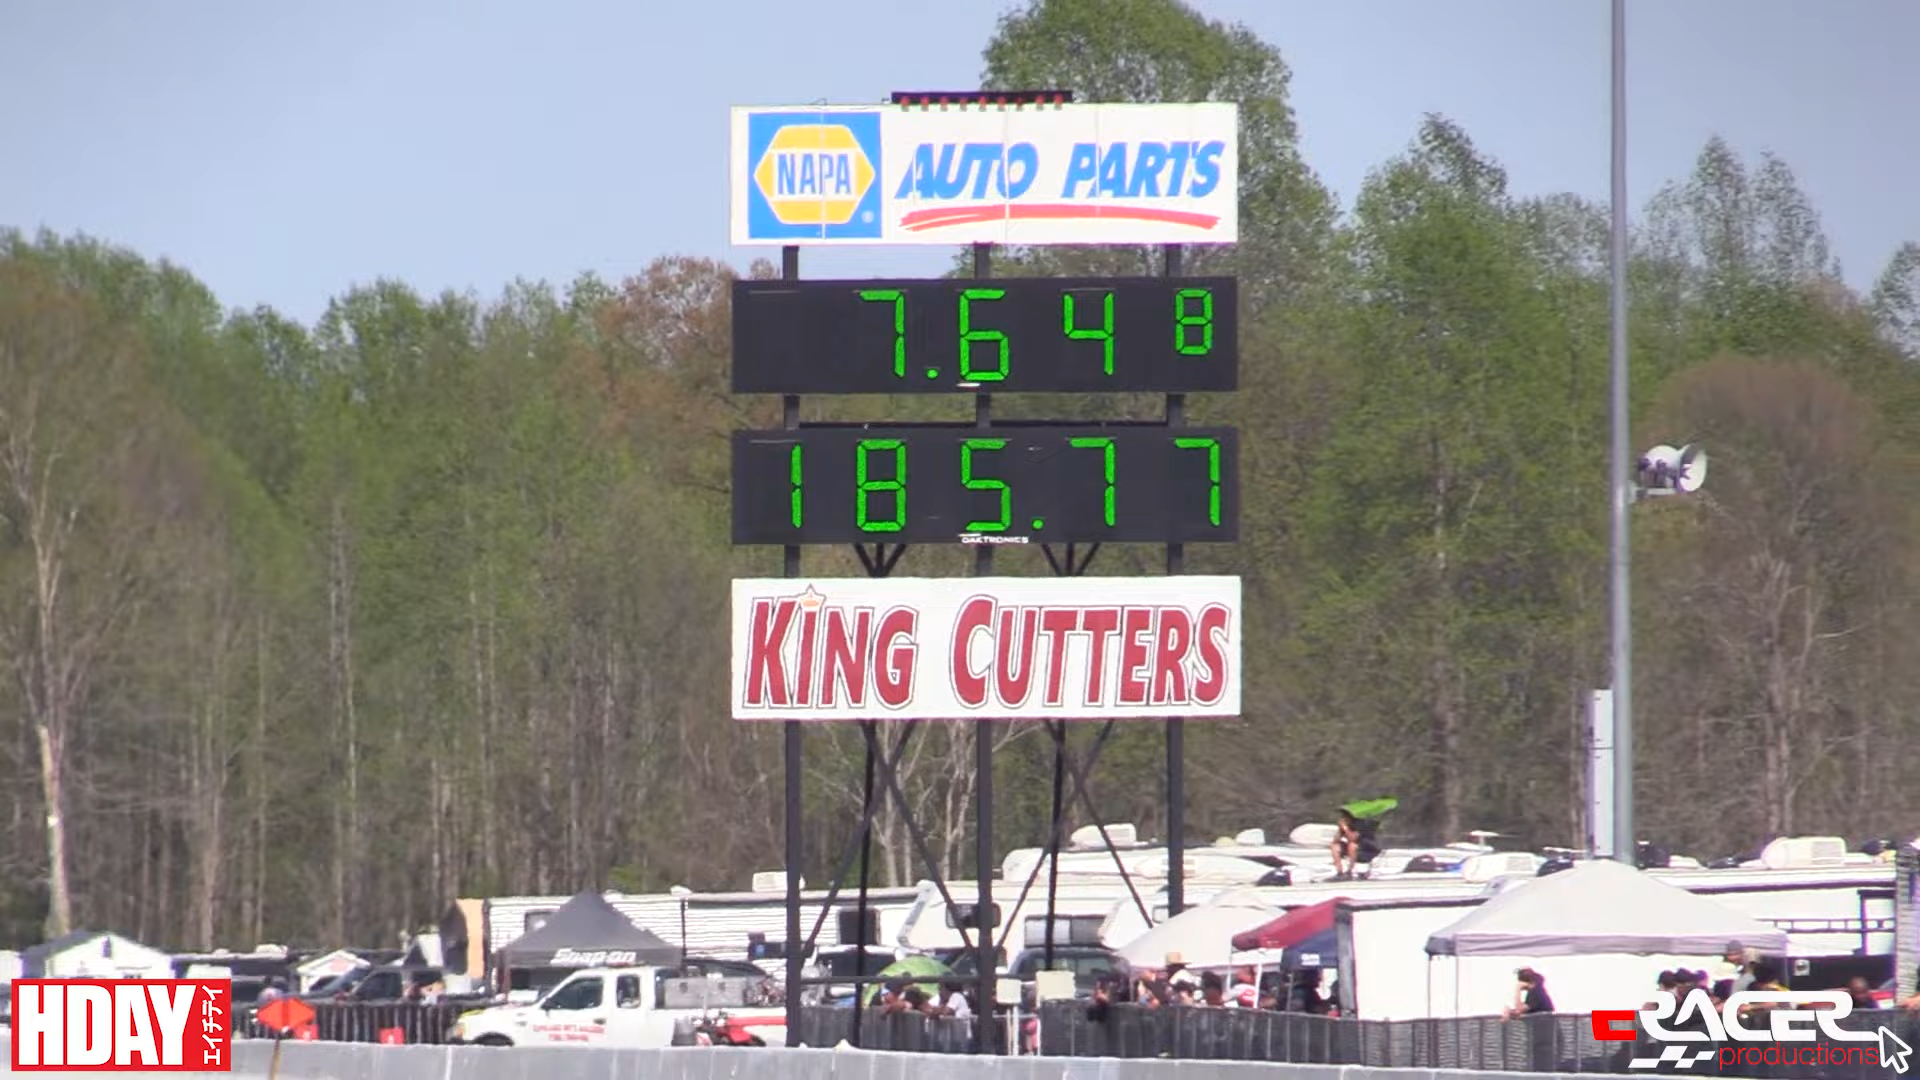 NAPA ®
AUTO PARTS
7.648
185.77
DAKTRONICS
KING CUTTERS
Snap-on
HDAY
エイチデイ
ERACER
productions